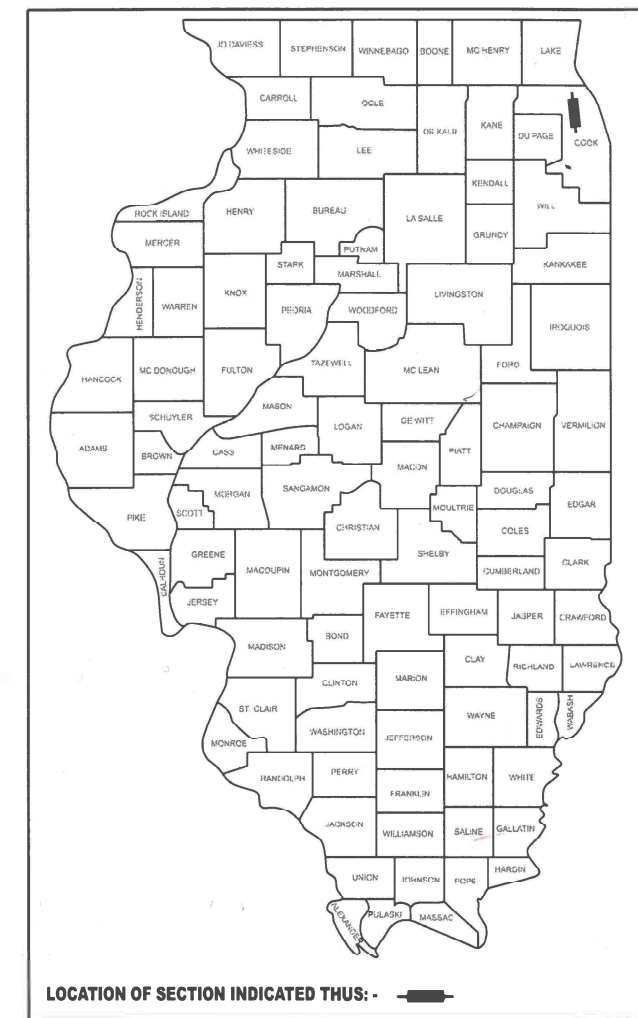 JO DAVIESS
STEPHENSON
WINNEBAGO
BOONE
MC HENRY
LAKE
CARROLL
OGLE
DE KALB
KANE
DU PAGE
COOK
WHITESIDE
LEE
KENDALL
WILL
ROCK ISLAND
HENRY
BUREAU
LA SALLE
GRUNDY
MERCER
PUTNAM
STARK
MARSHALL
KANKAKEE
HENDERSON
WARREN
KNOX
PEORIA
WOODFORD
LIVINGSTON
IROQUOIS
HANCOCK
MC DONOUGH
FULTON
TAZEWELL
MC LEAN
FORD
SCHUYLER
MASON
LOGAN
DE WITT
CHAMPAIGN
VERMILION
ADAMS
BROWN
CASS
MENARD
MACON
PIATT
PIKE
SCOTT
MORGAN
SANGAMON
CHRISTIAN
MOULTRIE
DOUGLAS
EDGAR
COLES
CALHOUN
GREENE
MACOUPIN
MONTGOMERY
SHELBY
CUMBERLAND
CLARK
JERSEY
FAYETTE
EFFINGHAM
JASPER
CRAWFORD
MADISON
BOND
CLAY
RICHLAND
LAWRENCE
CLINTON
MARION
ST. CLAIR
WAYNE
EDWARDS
WABASH
MONROE
WASHINGTON
JEFFERSON
RANDOLPH
PERRY
HAMILTON
WHITE
FRANKLIN
JACKSON
WILLIAMSON
SALINE
GALLATIN
UNION
JOHNSON
POPE
HARDIN
ALEXANDER
PULASKI
MASSAC
LOCATION OF SECTION INDICATED THUS: -